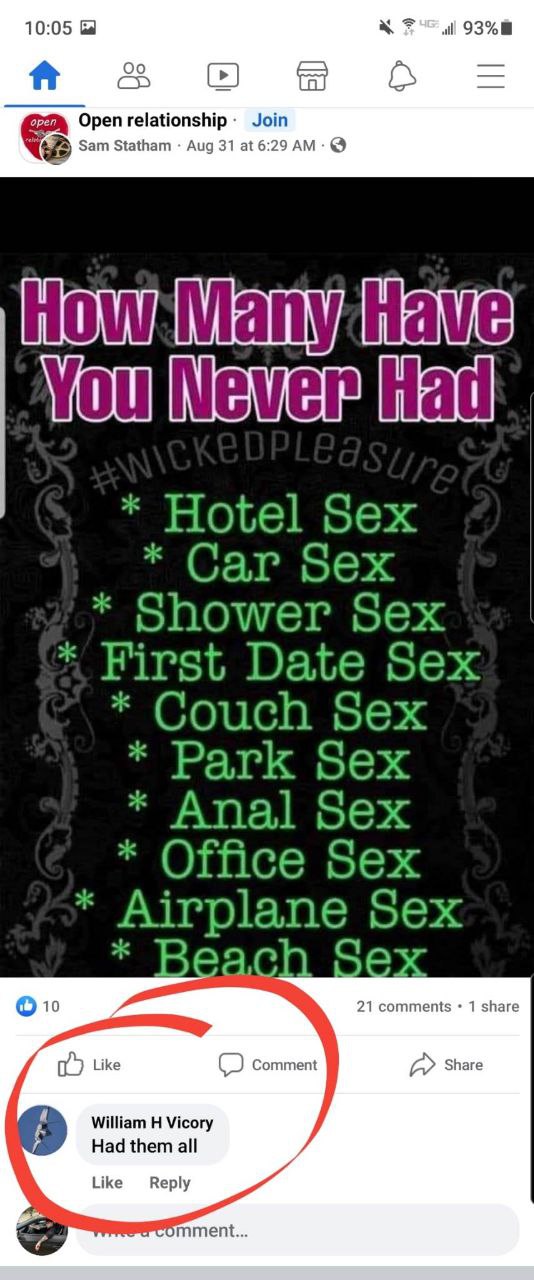 10:05 93%
Open relationship · Join
Sam Statham · Aug 31 at 6:29 AM ·
open
How Many Have
You Never Had
#WICKEDPLEASURE
* Hotel Sex
* Car Sex
* Shower Sex
* First Date Sex
* Couch Sex
* Park Sex
* Anal Sex
* Office Sex
* Airplane Sex
* Beach Sex
10 21 comments • 1 share
Like Comment Share
William H Vicory
Had them all
Like Reply
Write a comment...